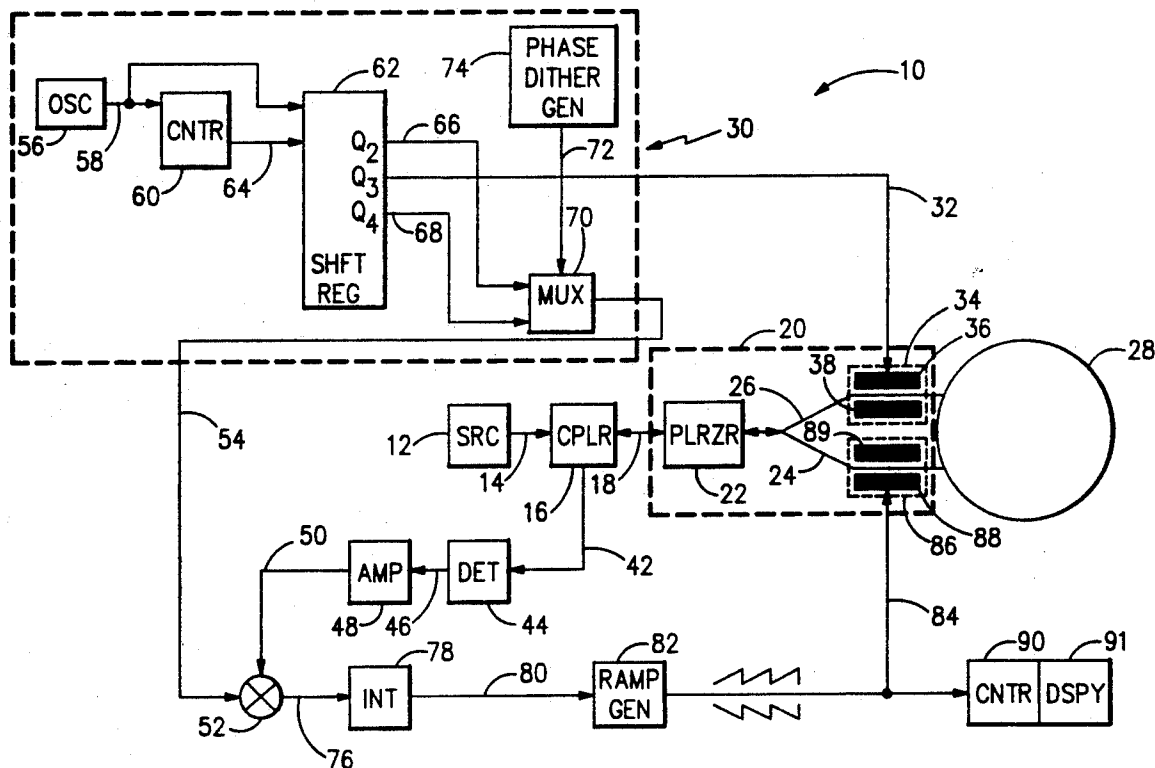 PHASE
DITHER
GEN
74
10
62
OSC
CNTR
66
30
56
58
60
64
Q2
Q3
Q4
72
32
68
70
SHFT
REG
MUX
34
20
36
28
38
26
54
12
SRC
CPLR
PLRZR
89
14
18
24
16
22
50
42
86
88
AMP
DET
48
46
44
84
78
82
90
91
INT
80
RAMP
GEN
CNTR
DSPY
52
76